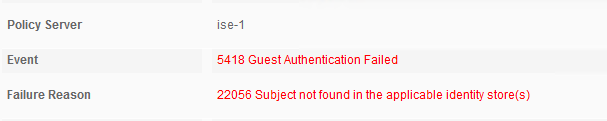 Policy Server ise-1
Event 5418 Guest Authentication Failed
Failure Reason 22056 Subject not found in the applicable identity store(s)